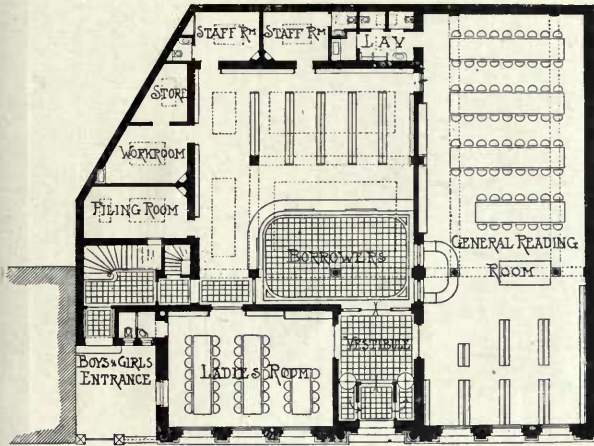 STAFF RM
STAFF RM
LAV
STORE
WORKROOM
FILING ROOM
BORROWERS
GENERAL READING
ROOM
VESTIBULE
BOYS & GIRLS
ENTRANCE
LADIES ROOM